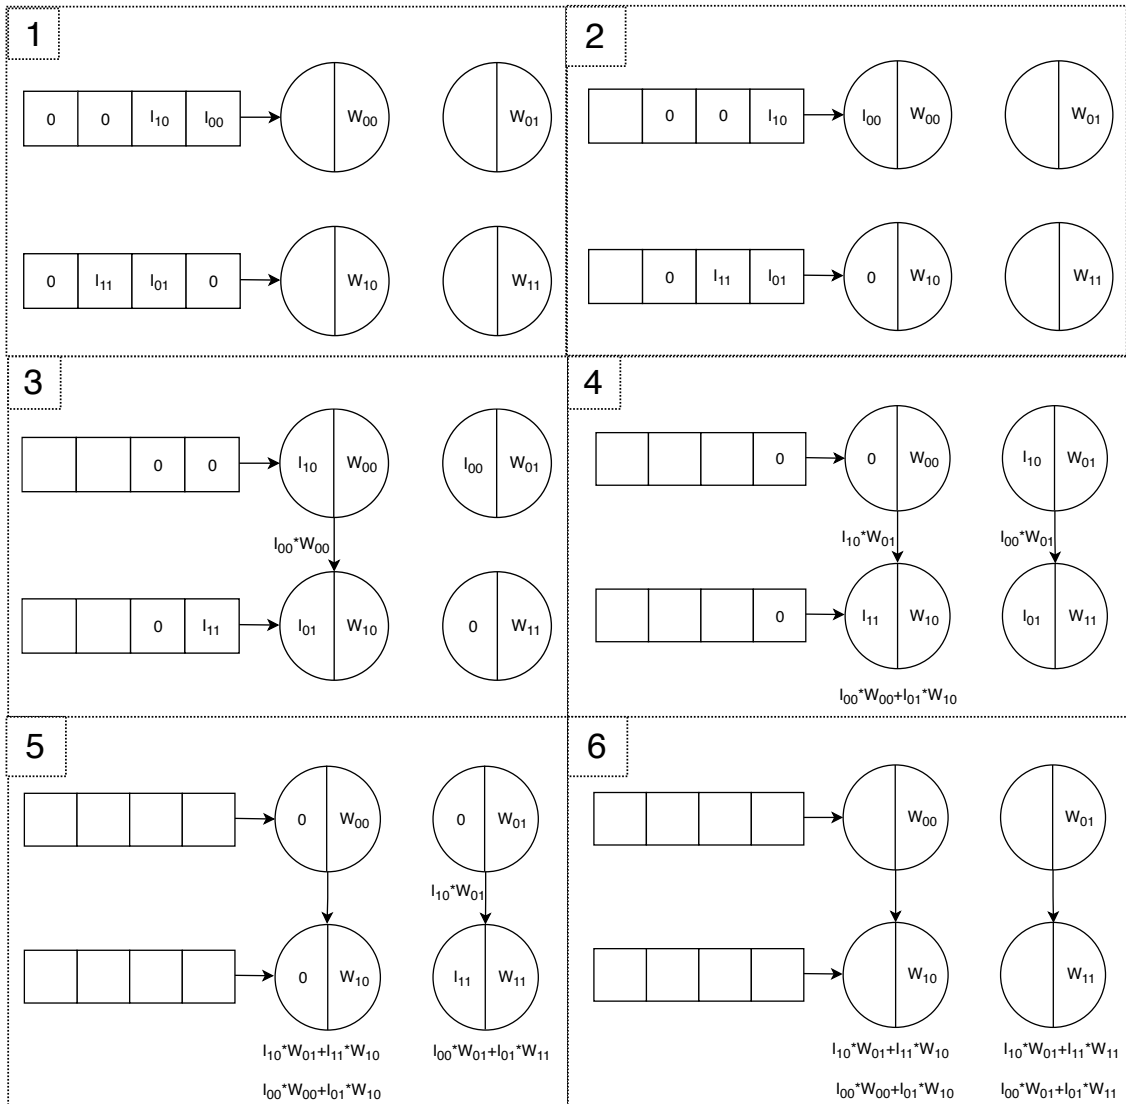 1
0 0 I₁₀ I₀₀ W₀₀ W₀₁
0 I₁₁ I₀₁ 0 W₁₀ W₁₁
2
0 0 I₁₀ I₀₀ W₀₀ W₀₁
0 I₁₁ I₀₁ 0 W₁₀ W₁₁
3
0 0 I₁₀ W₀₀ I₀₀ W₀₁
I₀₀*W₀₀
0 I₁₁ I₀₁ W₁₀ 0 W₁₁
4
0 0 W₀₀ I₁₀ W₀₁
I₁₀*W₀₁ I₀₀*W₀₁
0 I₁₁ W₁₀ I₀₁ W₁₁
I₀₀*W₀₀+I₀₁*W₁₀
5
0 W₀₀ 0 W₀₁
I₁₀*W₀₁
0 W₁₀ I₁₁ W₁₁
I₁₀*W₀₁+I₁₁*W₁₀ I₀₀*W₀₁+I₀₁*W₁₁
I₀₀*W₀₀+I₀₁*W₁₀
6
W₀₀ W₀₁
W₁₀ W₁₁
I₁₀*W₀₁+I₁₁*W₁₀ I₁₀*W₀₁+I₁₁*W₁₁
I₀₀*W₀₀+I₀₁*W₁₀ I₀₀*W₀₁+I₀₁*W₁₁